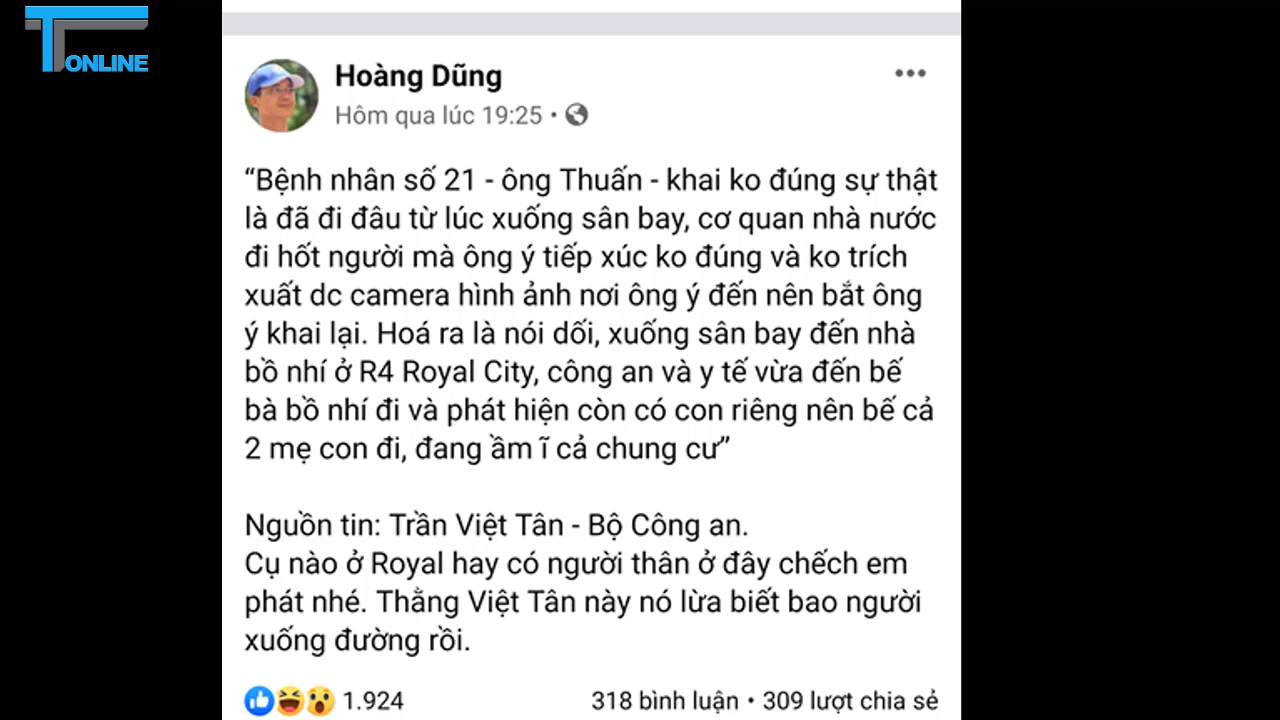 T ONLINE
Hoàng Dũng
Hôm qua lúc 19:25 •
“Bệnh nhân số 21 - ông Thuấn - khai ko đúng sự thật
là đã đi đâu từ lúc xuống sân bay, cơ quan nhà nước
đi hốt người mà ông ý tiếp xúc ko đúng và ko trích
xuất dc camera hình ảnh nơi ông ý đến nên bắt ông
ý khai lại. Hoá ra là nói dối, xuống sân bay đến nhà
bồ nhí ở R4 Royal City, công an và y tế vừa đến bế
bà bồ nhí đi và phát hiện còn có con riêng nên bế cả
2 mẹ con đi, đang ầm ĩ cả chung cư”
Nguồn tin: Trần Việt Tân - Bộ Công an.
Cụ nào ở Royal hay có người thân ở đây chếch em
phát nhé. Thằng Việt Tân này nó lừa biết bao người
xuống đường rồi.
1.924 318 bình luận • 309 lượt chia sẻ